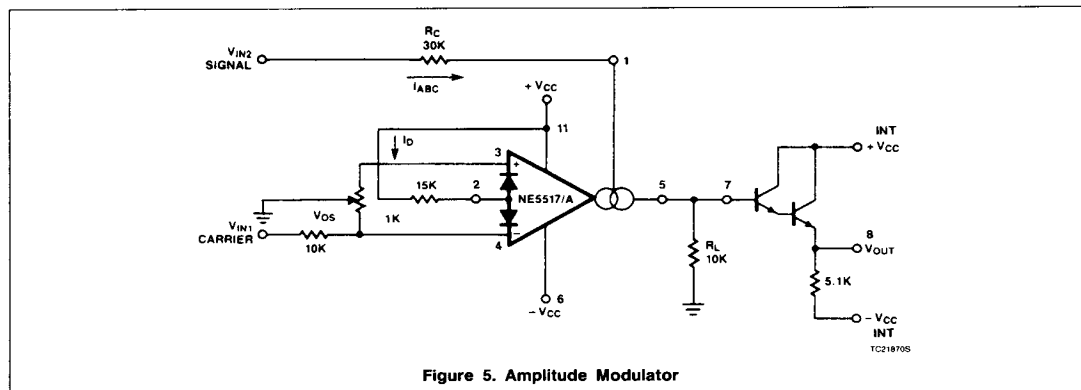 RC
30K
VIN2
SIGNAL
1
IABC
+ VCC
11
INT
+ VCC
ID
3
+
15K
2
NE5517/A
5
7
VOS
1K
VIN1
CARRIER
10K
4
−
RL
10K
8
VOUT
5.1K
6
− VCC
− VCC
INT
TC21870S
Figure 5. Amplitude Modulator